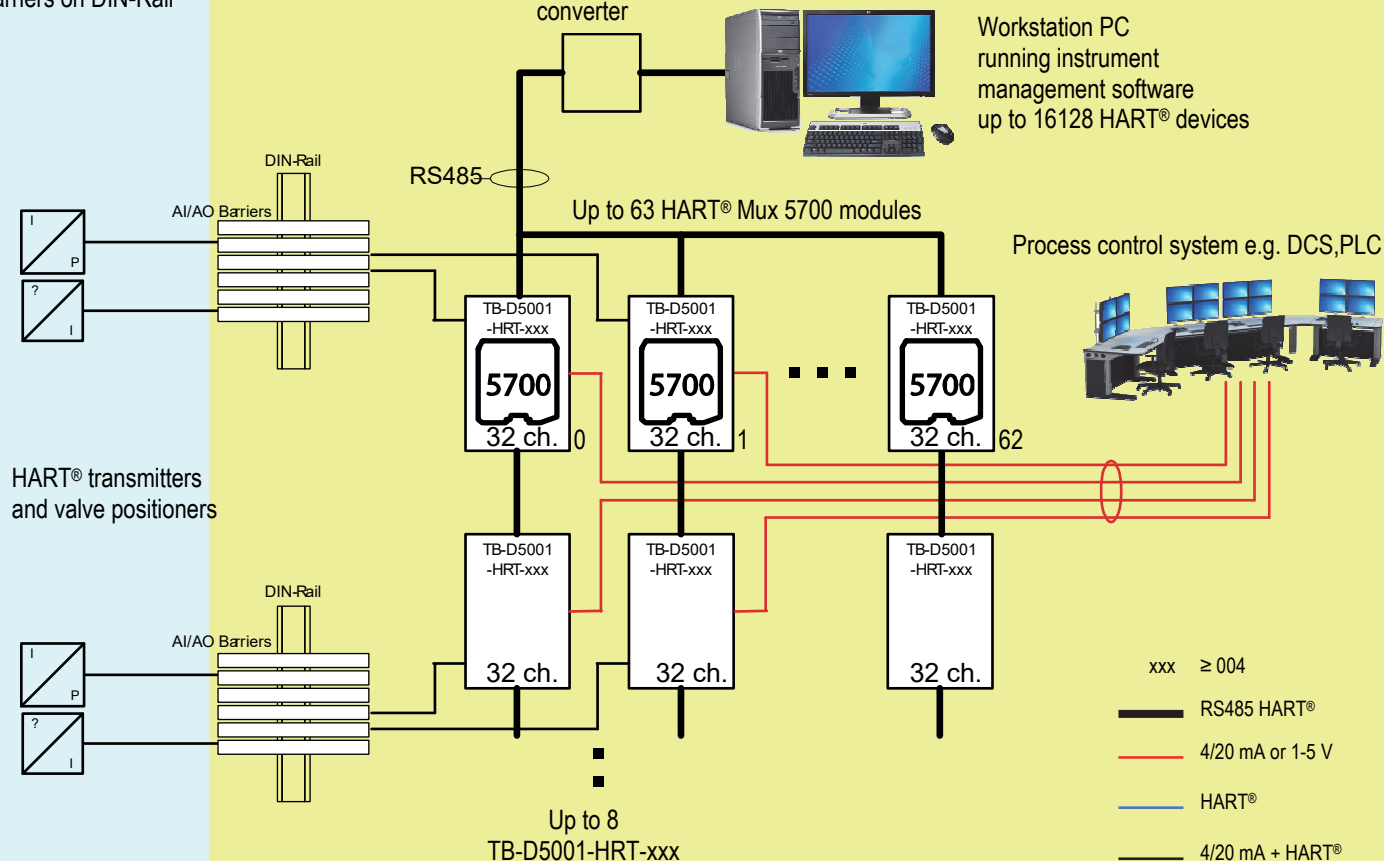 on DIN-Rail
converter
Workstation PC
running instrument
management software
up to 16128 HART® devices
DIN-Rail
RS485
AI/AO Barriers
Up to 63 HART® Mux 5700 modules
Process control system e.g. DCS,PLC
I
P
?
I
TB-D5001
-HRT-xxx
5700
32 ch.
0
TB-D5001
-HRT-xxx
5700
32 ch.
1
TB-D5001
-HRT-xxx
5700
32 ch.
62
HART® transmitters
and valve positioners
TB-D5001
-HRT-xxx
32 ch.
TB-D5001
-HRT-xxx
32 ch.
TB-D5001
-HRT-xxx
32 ch.
DIN-Rail
AI/AO Barriers
I
P
?
I
Up to 8
TB-D5001-HRT-xxx
xxx ≥ 004
RS485 HART®
4/20 mA or 1-5 V
HART®
4/20 mA + HART®